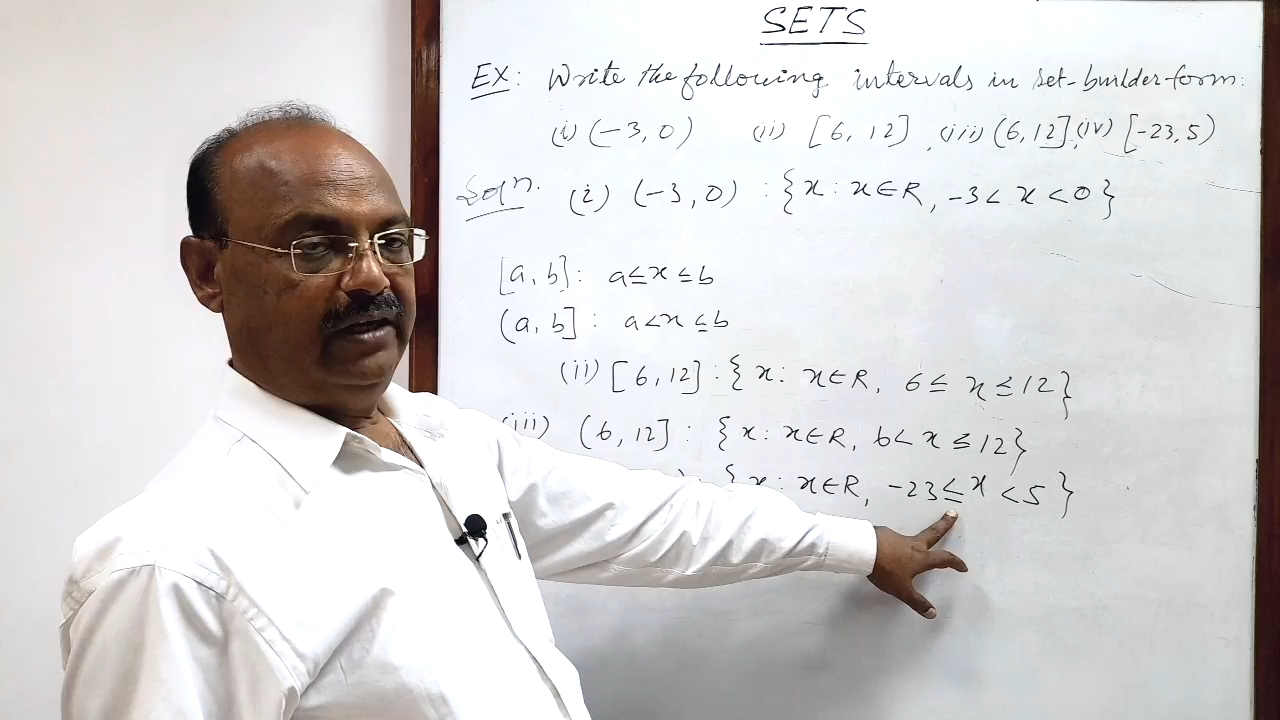 SETS
EX: Write the following intervals in set-builder form:
(i) (-3, 0) (ii) [6, 12] , (iii) (6, 12], (iv) [-23, 5)
Solⁿ. (i) (-3, 0) : {x : x ∈ R, -3 < x < 0}
[a, b] : a ≤ x ≤ b
(a, b] : a < x ≤ b
(ii) [6, 12] : {x : x ∈ R, 6 ≤ x ≤ 12}
(iii) (6, 12] : {x : x ∈ R, 6 < x ≤ 12}
) : {x : x ∈ R, -23 ≤ x < 5}